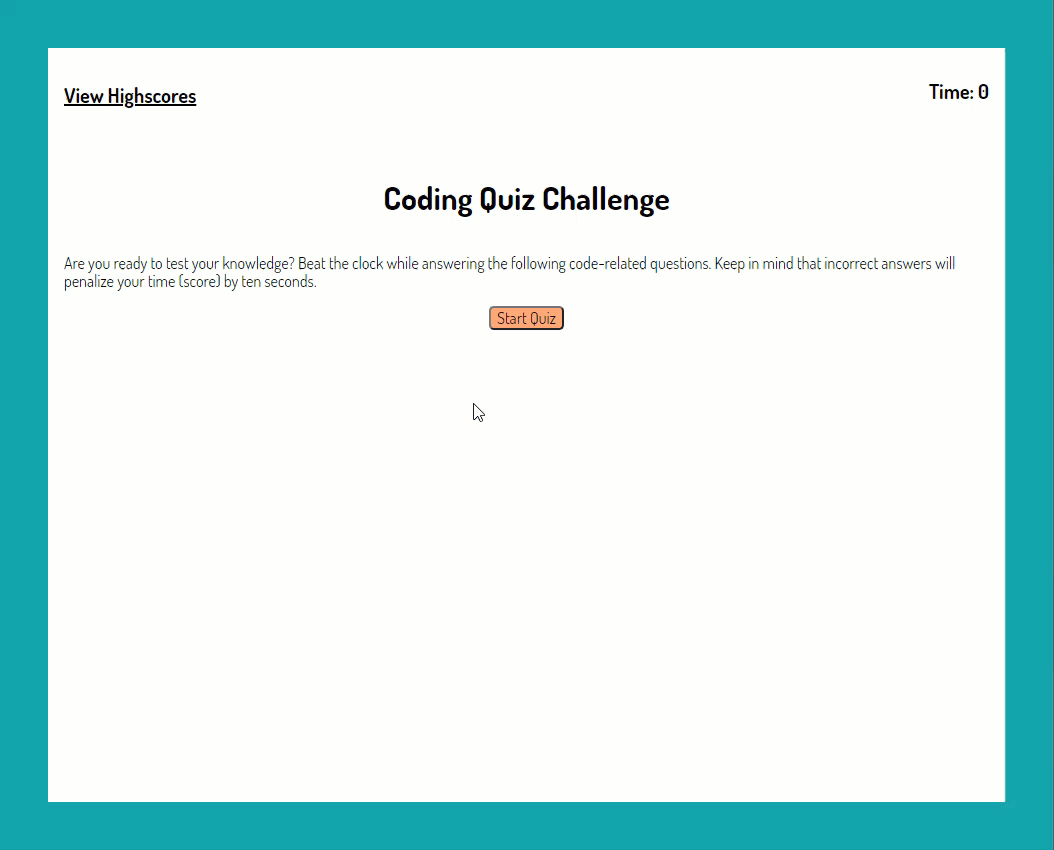 View Highscores
Time: 0
Coding Quiz Challenge
Are you ready to test your knowledge? Beat the clock while answering the following code-related questions. Keep in mind that incorrect answers will
penalize your time (score) by ten seconds.
Start Quiz